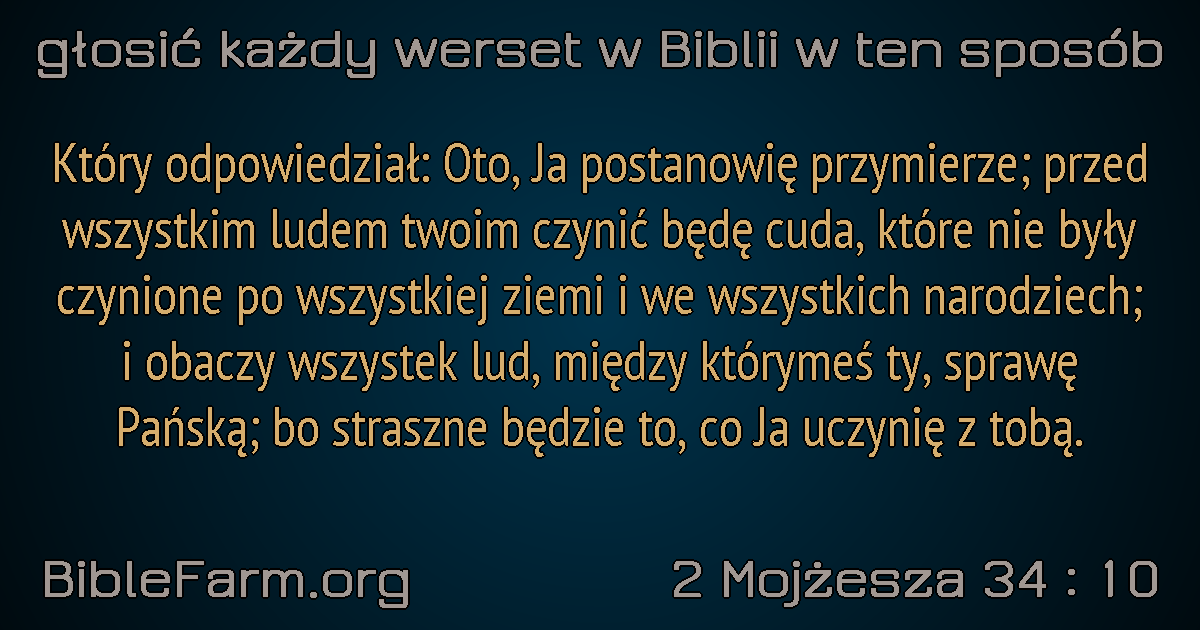 głosić każdy werset w Biblii w ten sposób
Który odpowiedział: Oto, Ja postanowię przymierze; przed
wszystkim ludem twoim czynić będę cuda, które nie były
czynione po wszystkiej ziemi i we wszystkich narodziech;
i obaczy wszystek lud, między którymeś ty, sprawę
Pańską; bo straszne będzie to, co Ja uczynię z tobą.
BibleFarm.org
2 Mojżesza 34 : 10